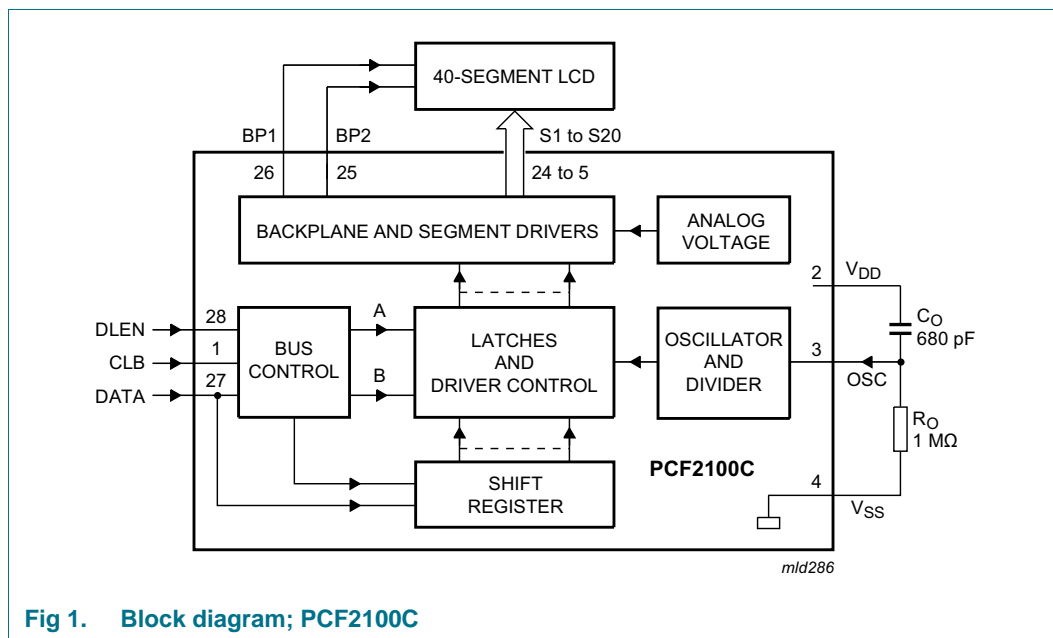 40-SEGMENT LCD
BP1
BP2
S1 to S20
26
25
24 to 5
BACKPLANE AND SEGMENT DRIVERS
ANALOG
VOLTAGE
2
VDD
CO
680 pF
DLEN
28
CLB
1
DATA
27
BUS
CONTROL
A
B
LATCHES
AND
DRIVER CONTROL
OSCILLATOR
AND
DIVIDER
3
OSC
RO
1 MΩ
PCF2100C
SHIFT
REGISTER
4
VSS
mld286
Fig 1. Block diagram; PCF2100C